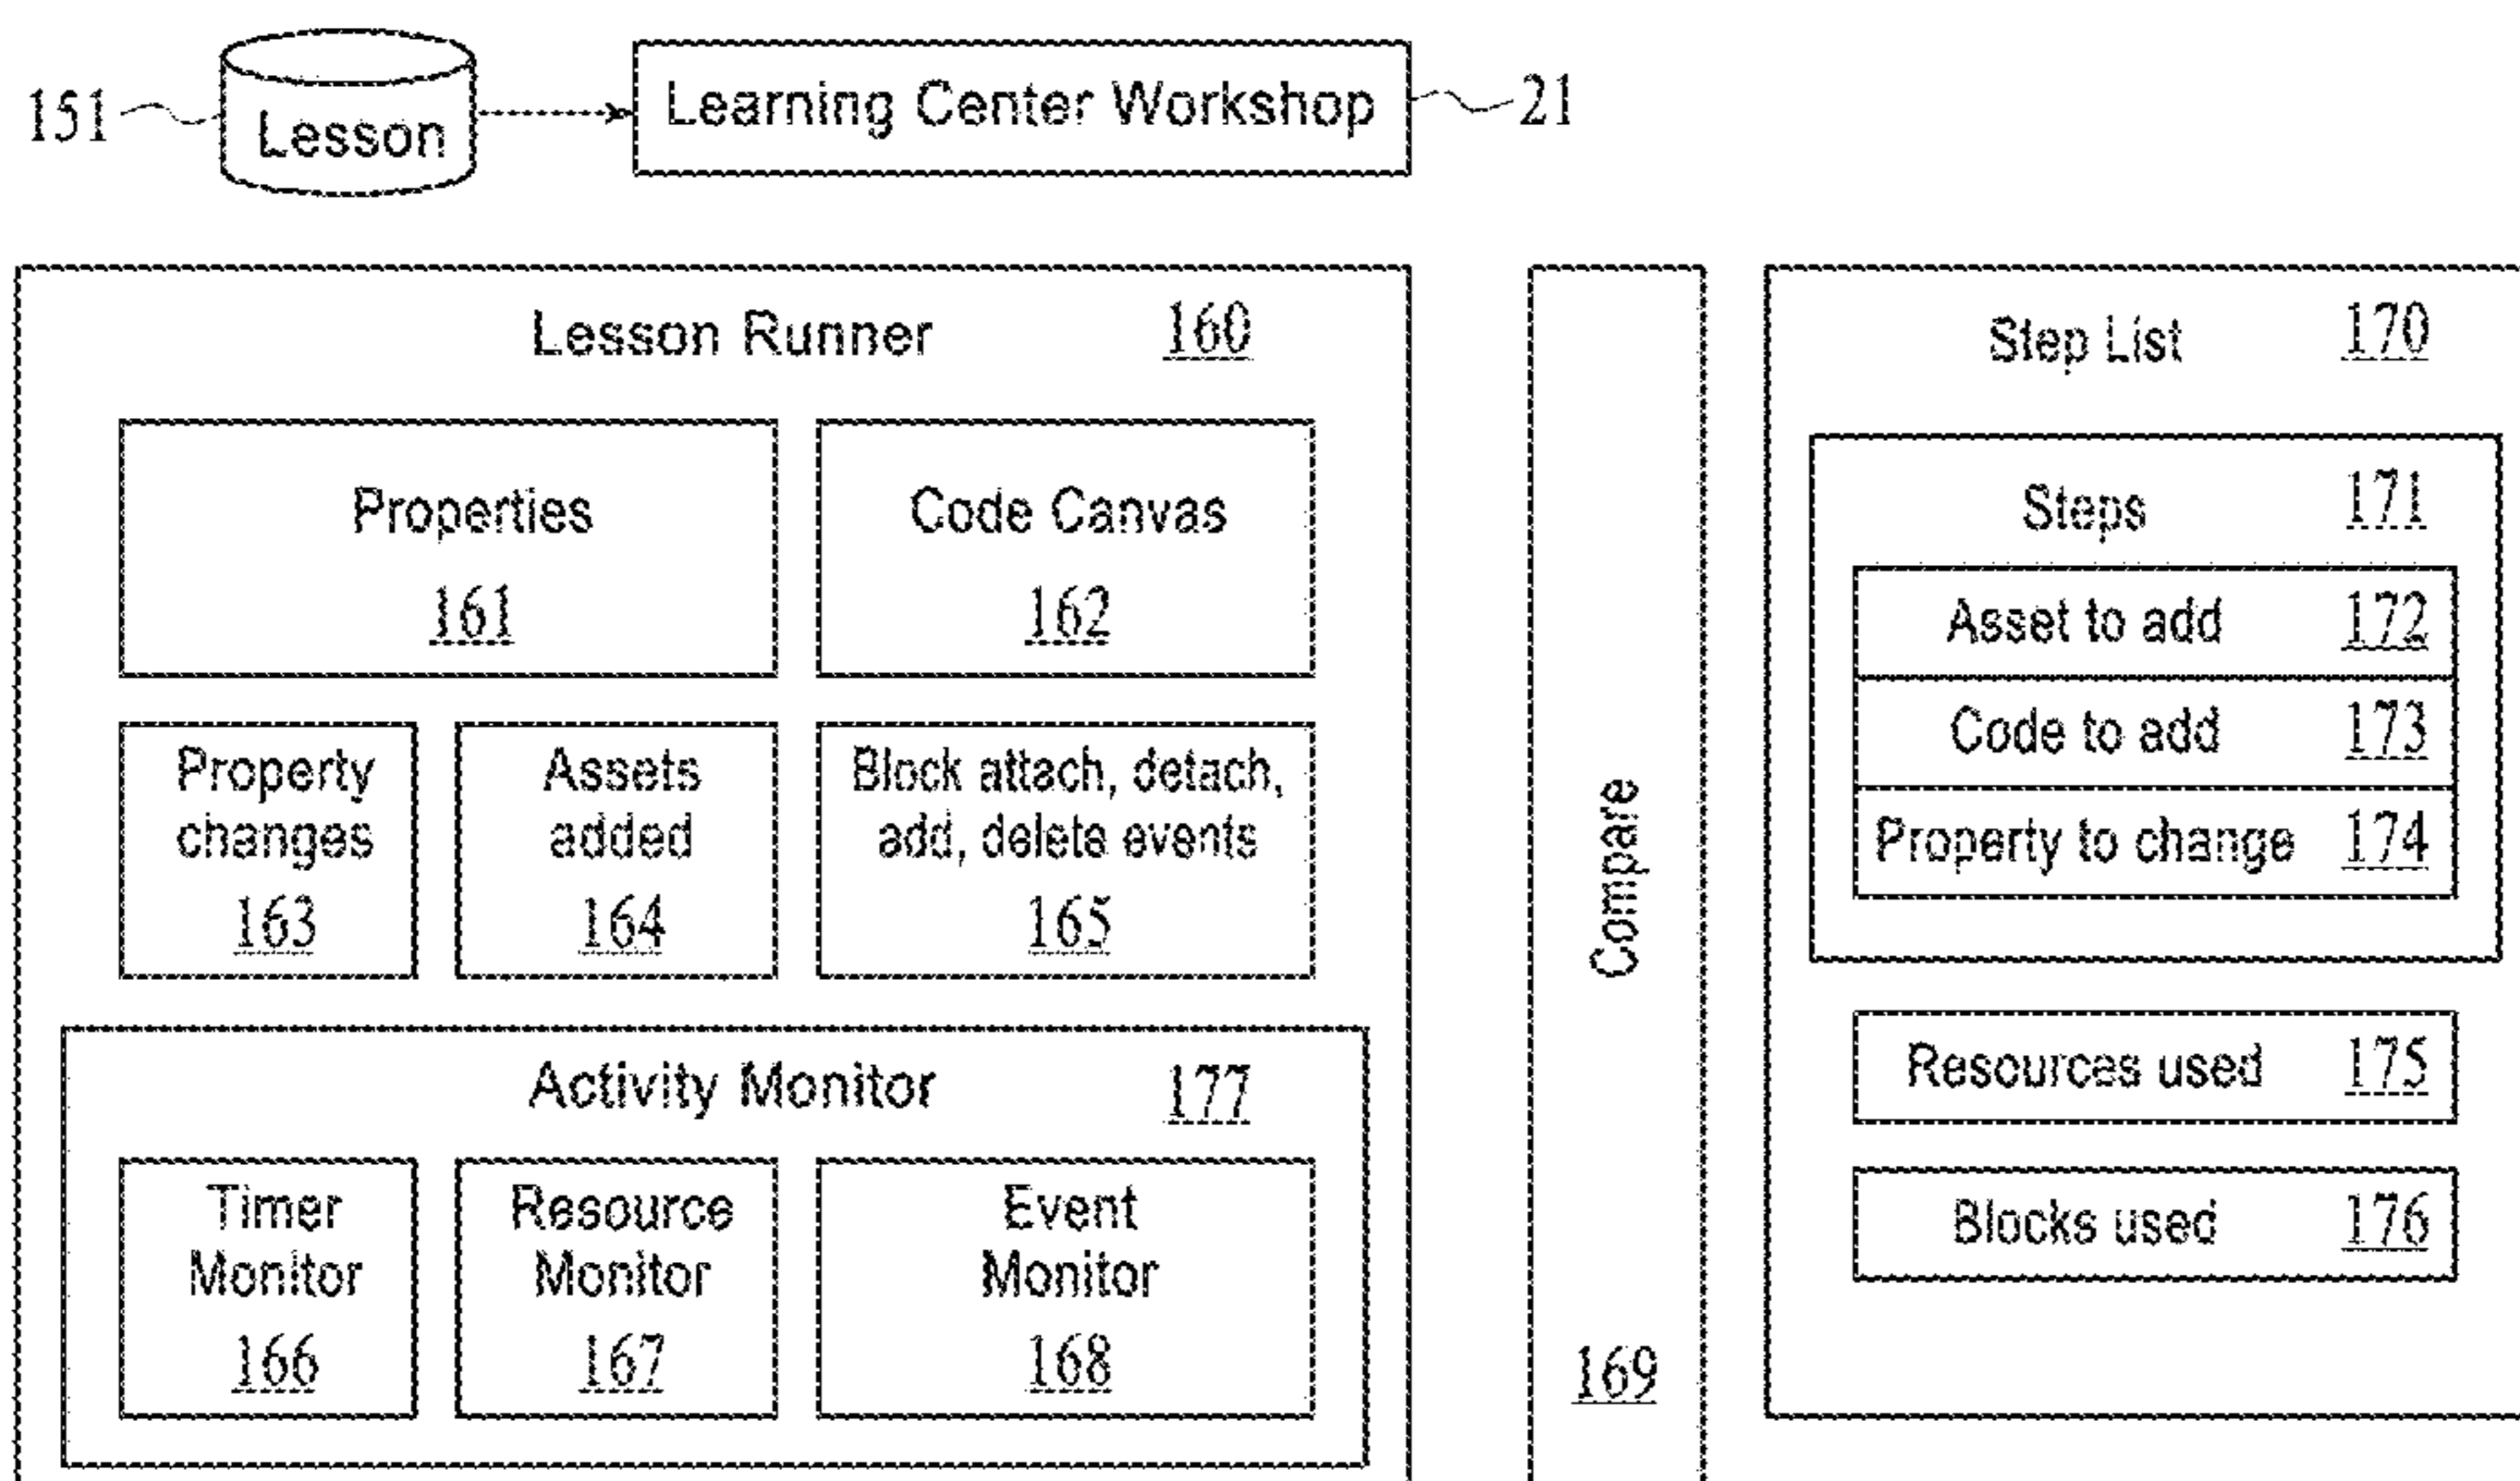 151
Lesson
Learning Center Workshop
21
Lesson Runner 160
Properties
161
Code Canvas
162
Property
changes
163
Assets
added
164
Block attach, detach,
add, delete events
165
Activity Monitor 177
Timer
Monitor
166
Resource
Monitor
167
Event
Monitor
168
Compare
169
Step List 170
Steps 171
Asset to add 172
Code to add 173
Property to change 174
Resources used 175
Blocks used 176